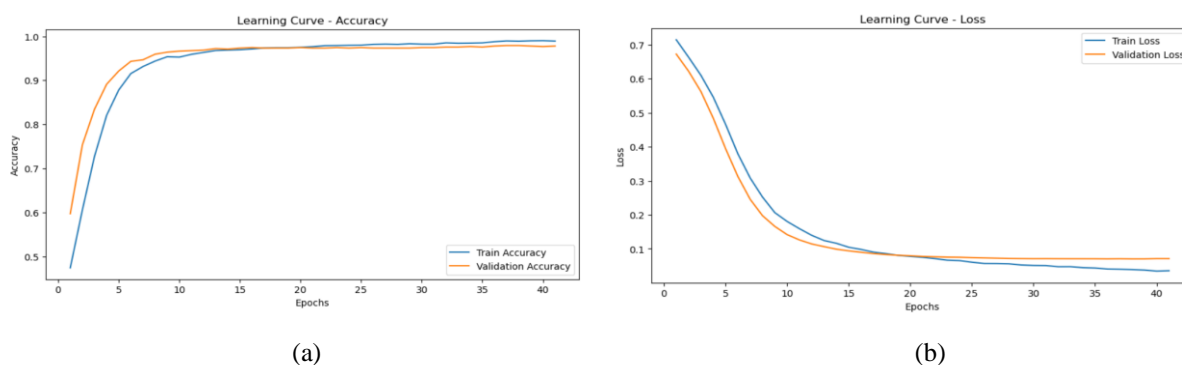 Learning Curve - Accuracy
1.0
0.9
0.8
0.7
0.6
0.5
Accuracy
Train Accuracy
Validation Accuracy
0 5 10 15 20 25 30 35 40
Epochs
(a)
Learning Curve - Loss
0.7
0.6
0.5
0.4
0.3
0.2
0.1
Loss
Train Loss
Validation Loss
0 5 10 15 20 25 30 35 40
Epochs
(b)